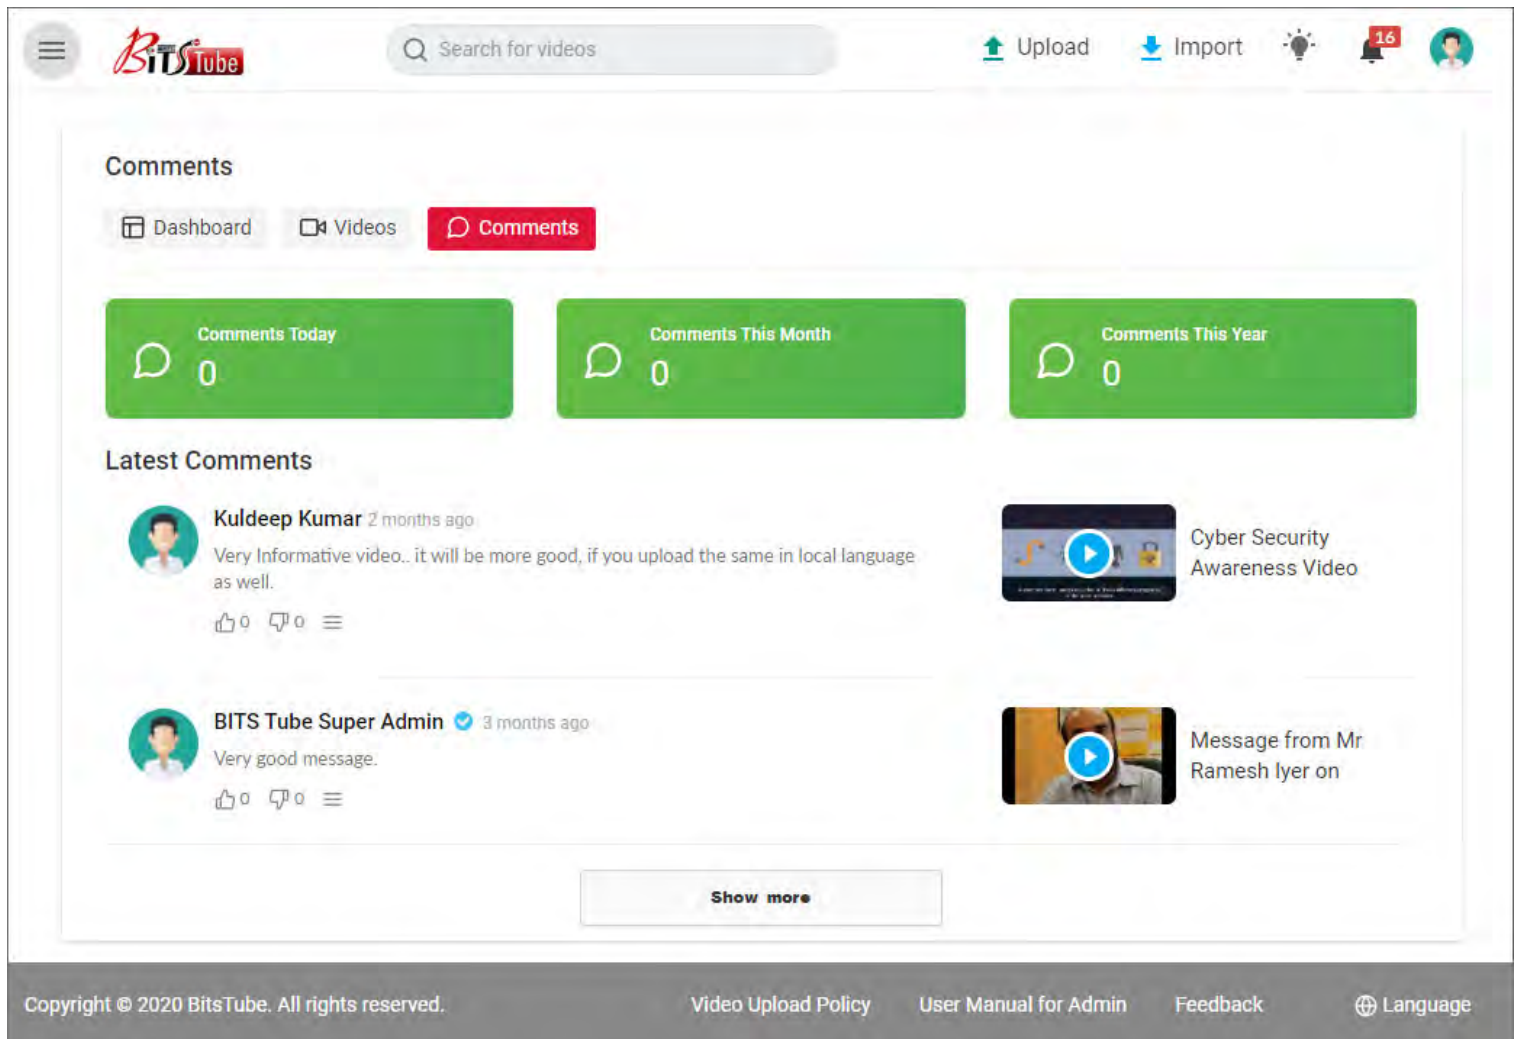 BITSTube
Search for videos
Upload
Import
16
Comments
Dashboard
Videos
Comments
Comments Today
0
Comments This Month
0
Comments This Year
0
Latest Comments
Kuldeep Kumar 2 months ago
Very Informative video.. it will be more good, if you upload the same in local language
as well.
0 0
Cyber Security
Awareness Video
BITS Tube Super Admin 3 months ago
Very good message.
0 0
Message from Mr
Ramesh Iyer on
Show more
Copyright © 2020 BitsTube. All rights reserved.
Video Upload Policy
User Manual for Admin
Feedback
Language